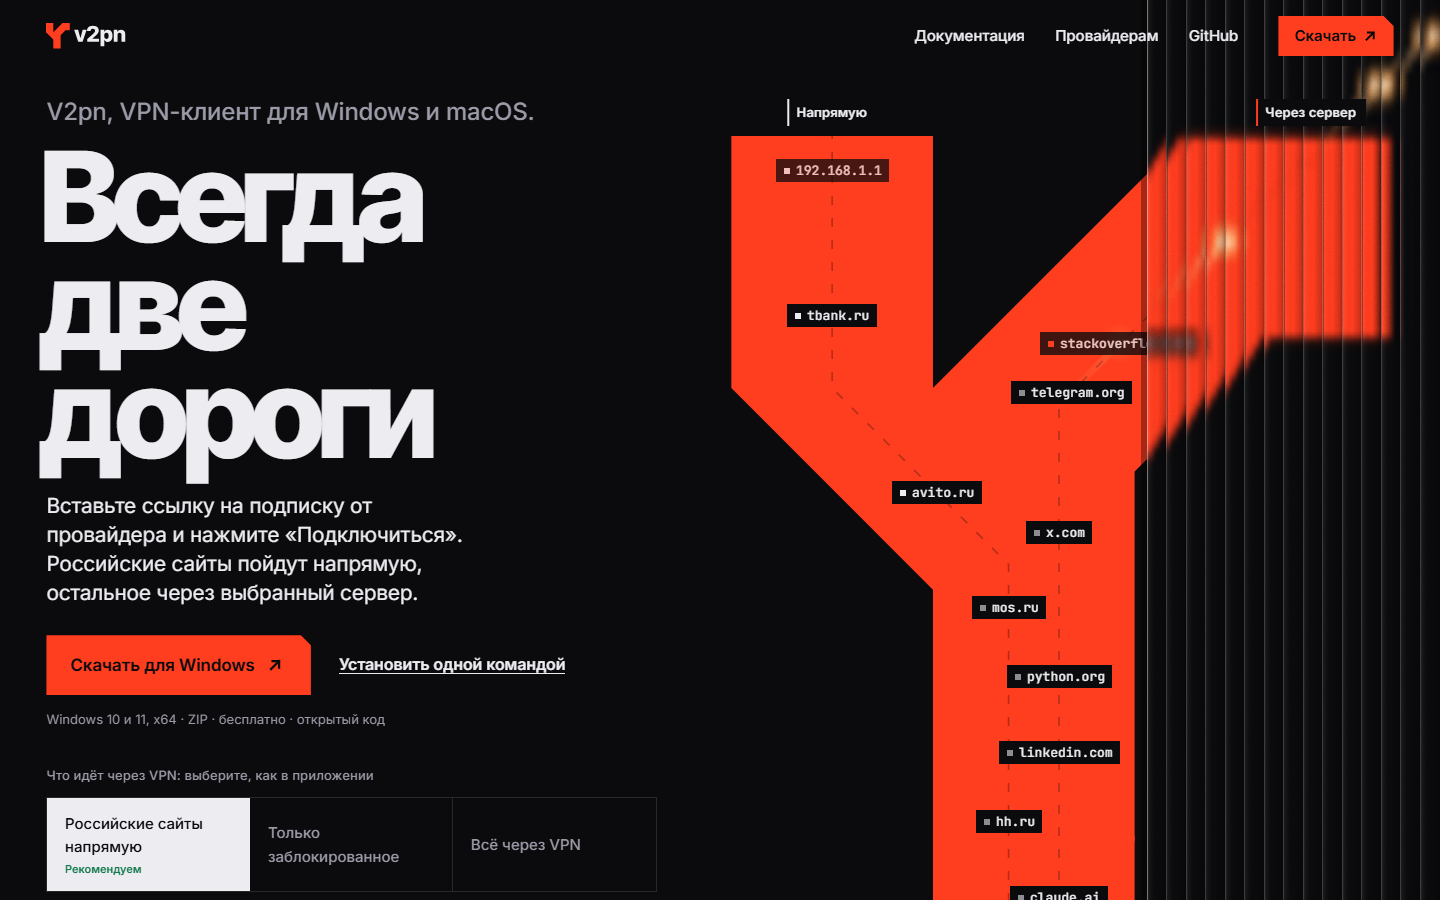 v2pn
Документация
Провайдерам
GitHub
Скачать
V2pn, VPN-клиент для Windows и macOS.
Всегда
две
дороги
Вставьте ссылку на подписку от
провайдера и нажмите «Подключиться».
Российские сайты пойдут напрямую,
остальное через выбранный сервер.
Скачать для Windows
Установить одной командой
Windows 10 и 11, x64 · ZIP · бесплатно · открытый код
Что идёт через VPN: выберите, как в приложении
Российские сайты
напрямую
Рекомендуем
Только
заблокированное
Всё через VPN
Напрямую
Через сервер
192.168.1.1
tbank.ru
telegram.org
avito.ru
x.com
mos.ru
python.org
linkedin.com
hh.ru
claude.ai